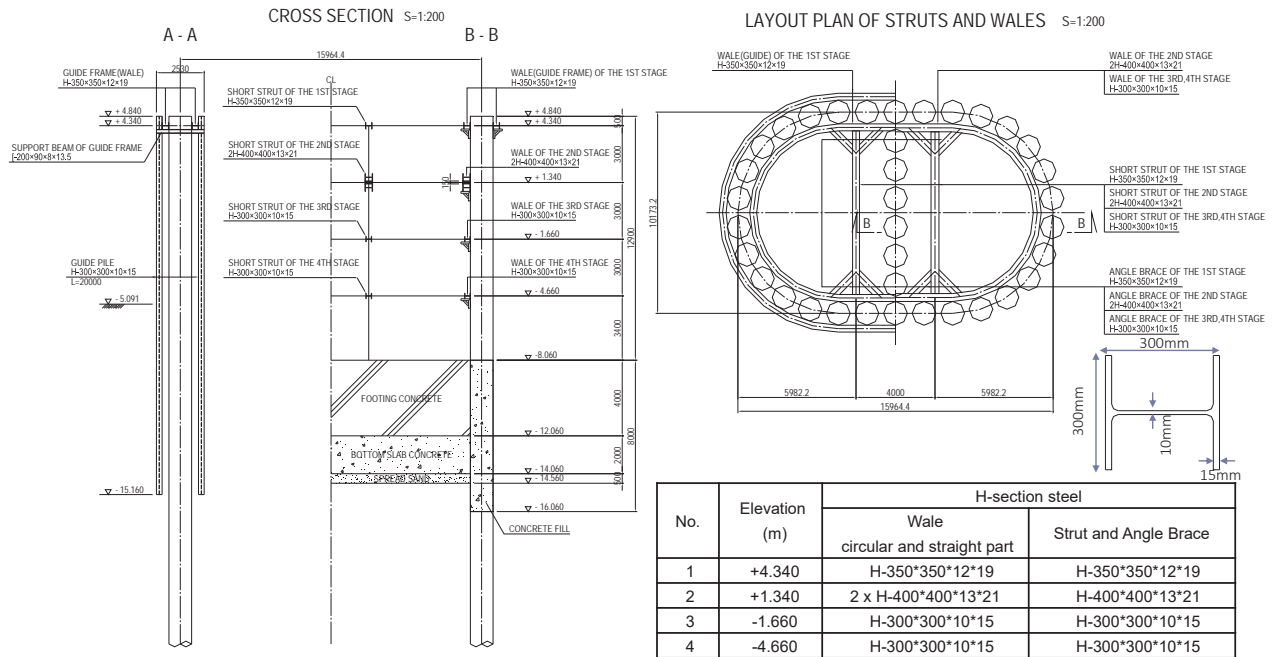 CROSS SECTION S=1:200
A - A
B - B
15964.4
2530
GUIDE FRAME(WALE)
H-350×350×12×19
CL
WALE(GUIDE FRAME) OF THE 1ST STAGE
H-350×350×12×19
SHORT STRUT OF THE 1ST STAGE
H-350×350×12×19
+ 4.840
+ 4.340
+ 4.840
+ 4.340
500
SUPPORT BEAM OF GUIDE FRAME
[-200×90×8×13.5
SHORT STRUT OF THE 2ND STAGE
2H-400×400×13×21
WALE OF THE 2ND STAGE
2H-400×400×13×21
3000
150
+ 1.340
SHORT STRUT OF THE 3RD STAGE
H-300×300×10×15
WALE OF THE 3RD STAGE
H-300×300×10×15
3000
- 1.660
12900
GUIDE PILE
H-300×300×10×15
L=20000
SHORT STRUT OF THE 4TH STAGE
H-300×300×10×15
WALE OF THE 4TH STAGE
H-300×300×10×15
3000
- 5.091
- 4.660
3400
-8.060
FOOTING CONCRETE
4000
8000
- 12.060
BOTTOM SLAB CONCRETE
2000
- 14.060
SPREAD SAND
- 14.560
500
- 15.160
- 16.060
CONCRETE FILL
LAYOUT PLAN OF STRUTS AND WALES S=1:200
WALE(GUIDE) OF THE 1ST STAGE
H-350×350×12×19
WALE OF THE 2ND STAGE
2H-400×400×13×21
WALE OF THE 3RD,4TH STAGE
H-300×300×10×15
SHORT STRUT OF THE 1ST STAGE
H-350×350×12×19
SHORT STRUT OF THE 2ND STAGE
2H-400×400×13×21
SHORT STRUT OF THE 3RD,4TH STAGE
H-300×300×10×15
10173.2
B
B
ANGLE BRACE OF THE 1ST STAGE
H-350×350×12×19
ANGLE BRACE OF THE 2ND STAGE
2H-400×400×13×21
ANGLE BRACE OF THE 3RD,4TH STAGE
H-300×300×10×15
5982.2
4000
5982.2
15964.4
300mm
300mm
10mm
15mm
No. Elevation (m) H-section steel
Wale circular and straight part Strut and Angle Brace
1 +4.340 H-350*350*12*19 H-350*350*12*19
2 +1.340 2 x H-400*400*13*21 H-400*400*13*21
3 -1.660 H-300*300*10*15 H-300*300*10*15
4 -4.660 H-300*300*10*15 H-300*300*10*15